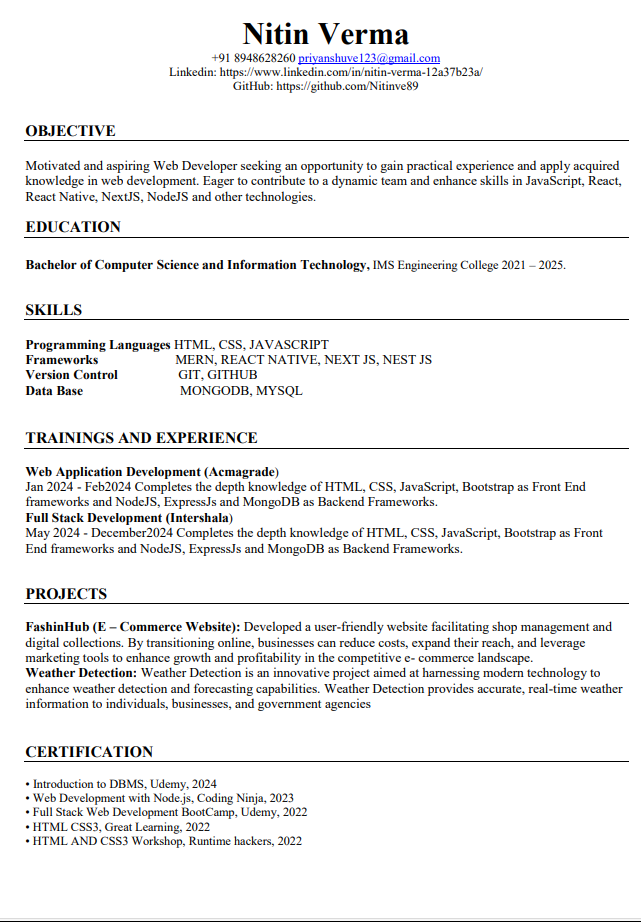 Nitin Verma
+91 8948628260 priyanshuve123@gmail.com
Linkedin: https://www.linkedin.com/in/nitin-verma-12a37b23a/
GitHub: https://github.com/Nitinve89
OBJECTIVE
Motivated and aspiring Web Developer seeking an opportunity to gain practical experience and apply acquired
knowledge in web development. Eager to contribute to a dynamic team and enhance skills in JavaScript, React,
React Native, NextJS, NodeJS and other technologies.
EDUCATION
Bachelor of Computer Science and Information Technology, IMS Engineering College 2021 – 2025.
SKILLS
Programming Languages HTML, CSS, JAVASCRIPT
Frameworks MERN, REACT NATIVE, NEXT JS, NEST JS
Version Control GIT, GITHUB
Data Base MONGODB, MYSQL
TRAININGS AND EXPERIENCE
Web Application Development (Acmagrade)
Jan 2024 - Feb2024 Completes the depth knowledge of HTML, CSS, JavaScript, Bootstrap as Front End
frameworks and NodeJS, ExpressJs and MongoDB as Backend Frameworks.
Full Stack Development (Intershala)
May 2024 - December2024 Completes the depth knowledge of HTML, CSS, JavaScript, Bootstrap as Front
End frameworks and NodeJS, ExpressJs and MongoDB as Backend Frameworks.
PROJECTS
FashinHub (E – Commerce Website): Developed a user-friendly website facilitating shop management and
digital collections. By transitioning online, businesses can reduce costs, expand their reach, and leverage
marketing tools to enhance growth and profitability in the competitive e- commerce landscape.
Weather Detection: Weather Detection is an innovative project aimed at harnessing modern technology to
enhance weather detection and forecasting capabilities. Weather Detection provides accurate, real-time weather
information to individuals, businesses, and government agencies
CERTIFICATION
• Introduction to DBMS, Udemy, 2024
• Web Development with Node.js, Coding Ninja, 2023
• Full Stack Web Development BootCamp, Udemy, 2022
• HTML CSS3, Great Learning, 2022
• HTML AND CSS3 Workshop, Runtime hackers, 2022